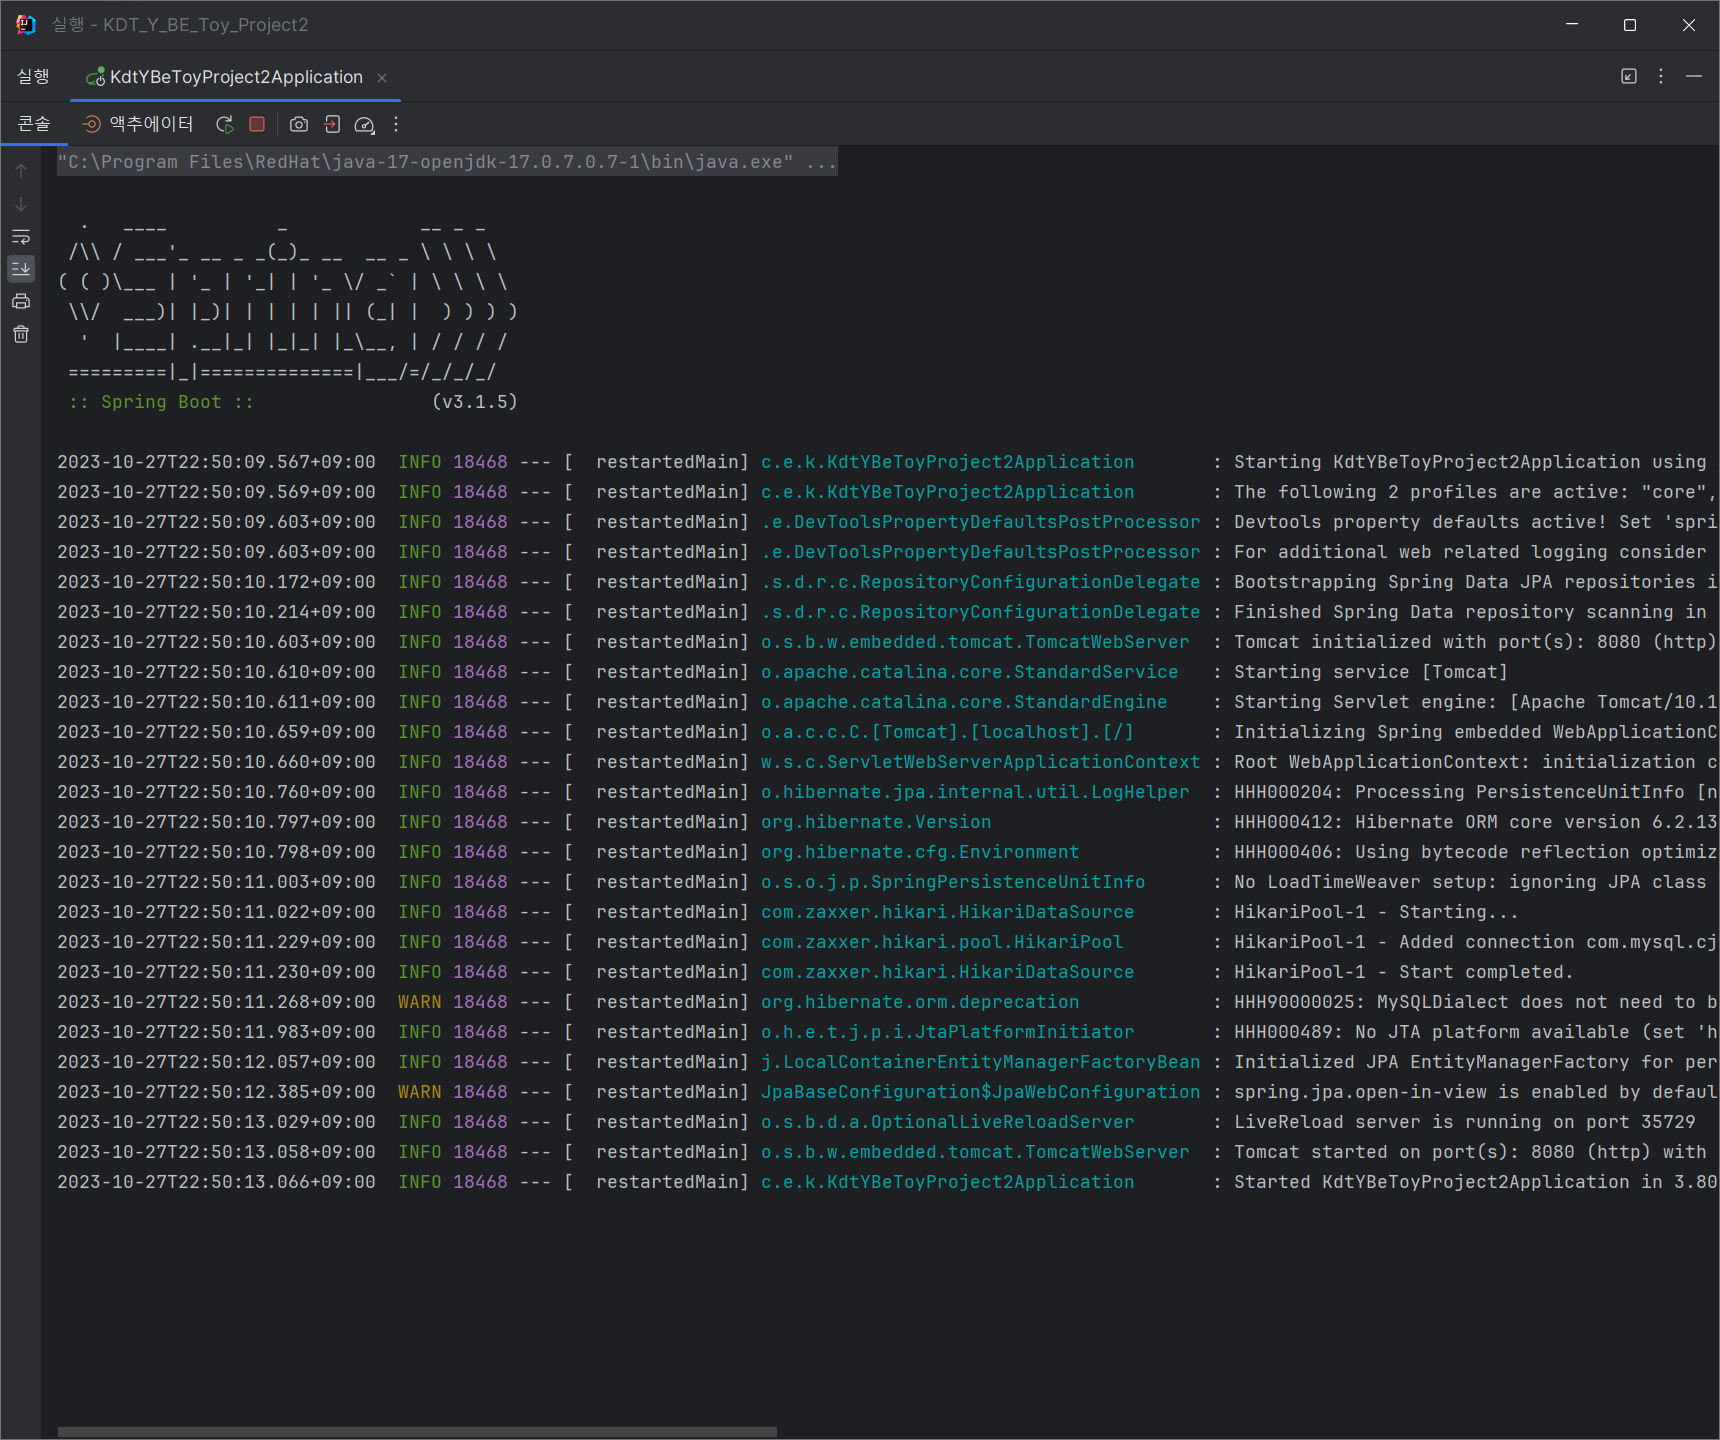 실행 - KDT_Y_BE_Toy_Project2
실행 KdtYBeToyProject2Application
콘솔 액추에이터
"C:\Program Files\RedHat\java-17-openjdk-17.0.7.0.7-1\bin\java.exe" ...
  .   ____          _            __ _ _
 /\\ / ___'_ __ _ _(_)_ __  __ _ \ \ \ \
( ( )\___ | '_ | '_| | '_ \/ _` | \ \ \ \
 \\/  ___)| |_)| | | | | || (_| |  ) ) ) )
  '  |____| .__|_| |_|_| |_\__, | / / / /
 =========|_|==============|___/=/_/_/_/
 :: Spring Boot ::                (v3.1.5)
2023-10-27T22:50:09.567+09:00  INFO 18468 --- [  restartedMain] c.e.k.KdtYBeToyProject2Application       : Starting KdtYBeToyProject2Application using
2023-10-27T22:50:09.569+09:00  INFO 18468 --- [  restartedMain] c.e.k.KdtYBeToyProject2Application       : The following 2 profiles are active: "core",
2023-10-27T22:50:09.603+09:00  INFO 18468 --- [  restartedMain] .e.DevToolsPropertyDefaultsPostProcessor : Devtools property defaults active! Set 'spri
2023-10-27T22:50:09.603+09:00  INFO 18468 --- [  restartedMain] .e.DevToolsPropertyDefaultsPostProcessor : For additional web related logging consider
2023-10-27T22:50:10.172+09:00  INFO 18468 --- [  restartedMain] .s.d.r.c.RepositoryConfigurationDelegate : Bootstrapping Spring Data JPA repositories i
2023-10-27T22:50:10.214+09:00  INFO 18468 --- [  restartedMain] .s.d.r.c.RepositoryConfigurationDelegate : Finished Spring Data repository scanning in
2023-10-27T22:50:10.603+09:00  INFO 18468 --- [  restartedMain] o.s.b.w.embedded.tomcat.TomcatWebServer  : Tomcat initialized with port(s): 8080 (http)
2023-10-27T22:50:10.610+09:00  INFO 18468 --- [  restartedMain] o.apache.catalina.core.StandardService   : Starting service [Tomcat]
2023-10-27T22:50:10.611+09:00  INFO 18468 --- [  restartedMain] o.apache.catalina.core.StandardEngine    : Starting Servlet engine: [Apache Tomcat/10.1
2023-10-27T22:50:10.659+09:00  INFO 18468 --- [  restartedMain] o.a.c.c.C.[Tomcat].[localhost].[/]       : Initializing Spring embedded WebApplicationC
2023-10-27T22:50:10.660+09:00  INFO 18468 --- [  restartedMain] w.s.c.ServletWebServerApplicationContext : Root WebApplicationContext: initialization c
2023-10-27T22:50:10.760+09:00  INFO 18468 --- [  restartedMain] o.hibernate.jpa.internal.util.LogHelper  : HHH000204: Processing PersistenceUnitInfo [n
2023-10-27T22:50:10.797+09:00  INFO 18468 --- [  restartedMain] org.hibernate.Version                    : HHH000412: Hibernate ORM core version 6.2.13
2023-10-27T22:50:10.798+09:00  INFO 18468 --- [  restartedMain] org.hibernate.cfg.Environment            : HHH000406: Using bytecode reflection optimiz
2023-10-27T22:50:11.003+09:00  INFO 18468 --- [  restartedMain] o.s.o.j.p.SpringPersistenceUnitInfo      : No LoadTimeWeaver setup: ignoring JPA class
2023-10-27T22:50:11.022+09:00  INFO 18468 --- [  restartedMain] com.zaxxer.hikari.HikariDataSource       : HikariPool-1 - Starting...
2023-10-27T22:50:11.229+09:00  INFO 18468 --- [  restartedMain] com.zaxxer.hikari.pool.HikariPool        : HikariPool-1 - Added connection com.mysql.cj
2023-10-27T22:50:11.230+09:00  INFO 18468 --- [  restartedMain] com.zaxxer.hikari.HikariDataSource       : HikariPool-1 - Start completed.
2023-10-27T22:50:11.268+09:00  WARN 18468 --- [  restartedMain] org.hibernate.orm.deprecation            : HHH90000025: MySQLDialect does not need to b
2023-10-27T22:50:11.983+09:00  INFO 18468 --- [  restartedMain] o.h.e.t.j.p.i.JtaPlatformInitiator       : HHH000489: No JTA platform available (set 'h
2023-10-27T22:50:12.057+09:00  INFO 18468 --- [  restartedMain] j.LocalContainerEntityManagerFactoryBean : Initialized JPA EntityManagerFactory for per
2023-10-27T22:50:12.385+09:00  WARN 18468 --- [  restartedMain] JpaBaseConfiguration$JpaWebConfiguration : spring.jpa.open-in-view is enabled by defaul
2023-10-27T22:50:13.029+09:00  INFO 18468 --- [  restartedMain] o.s.b.d.a.OptionalLiveReloadServer       : LiveReload server is running on port 35729
2023-10-27T22:50:13.058+09:00  INFO 18468 --- [  restartedMain] o.s.b.w.embedded.tomcat.TomcatWebServer  : Tomcat started on port(s): 8080 (http) with
2023-10-27T22:50:13.066+09:00  INFO 18468 --- [  restartedMain] c.e.k.KdtYBeToyProject2Application       : Started KdtYBeToyProject2Application in 3.80